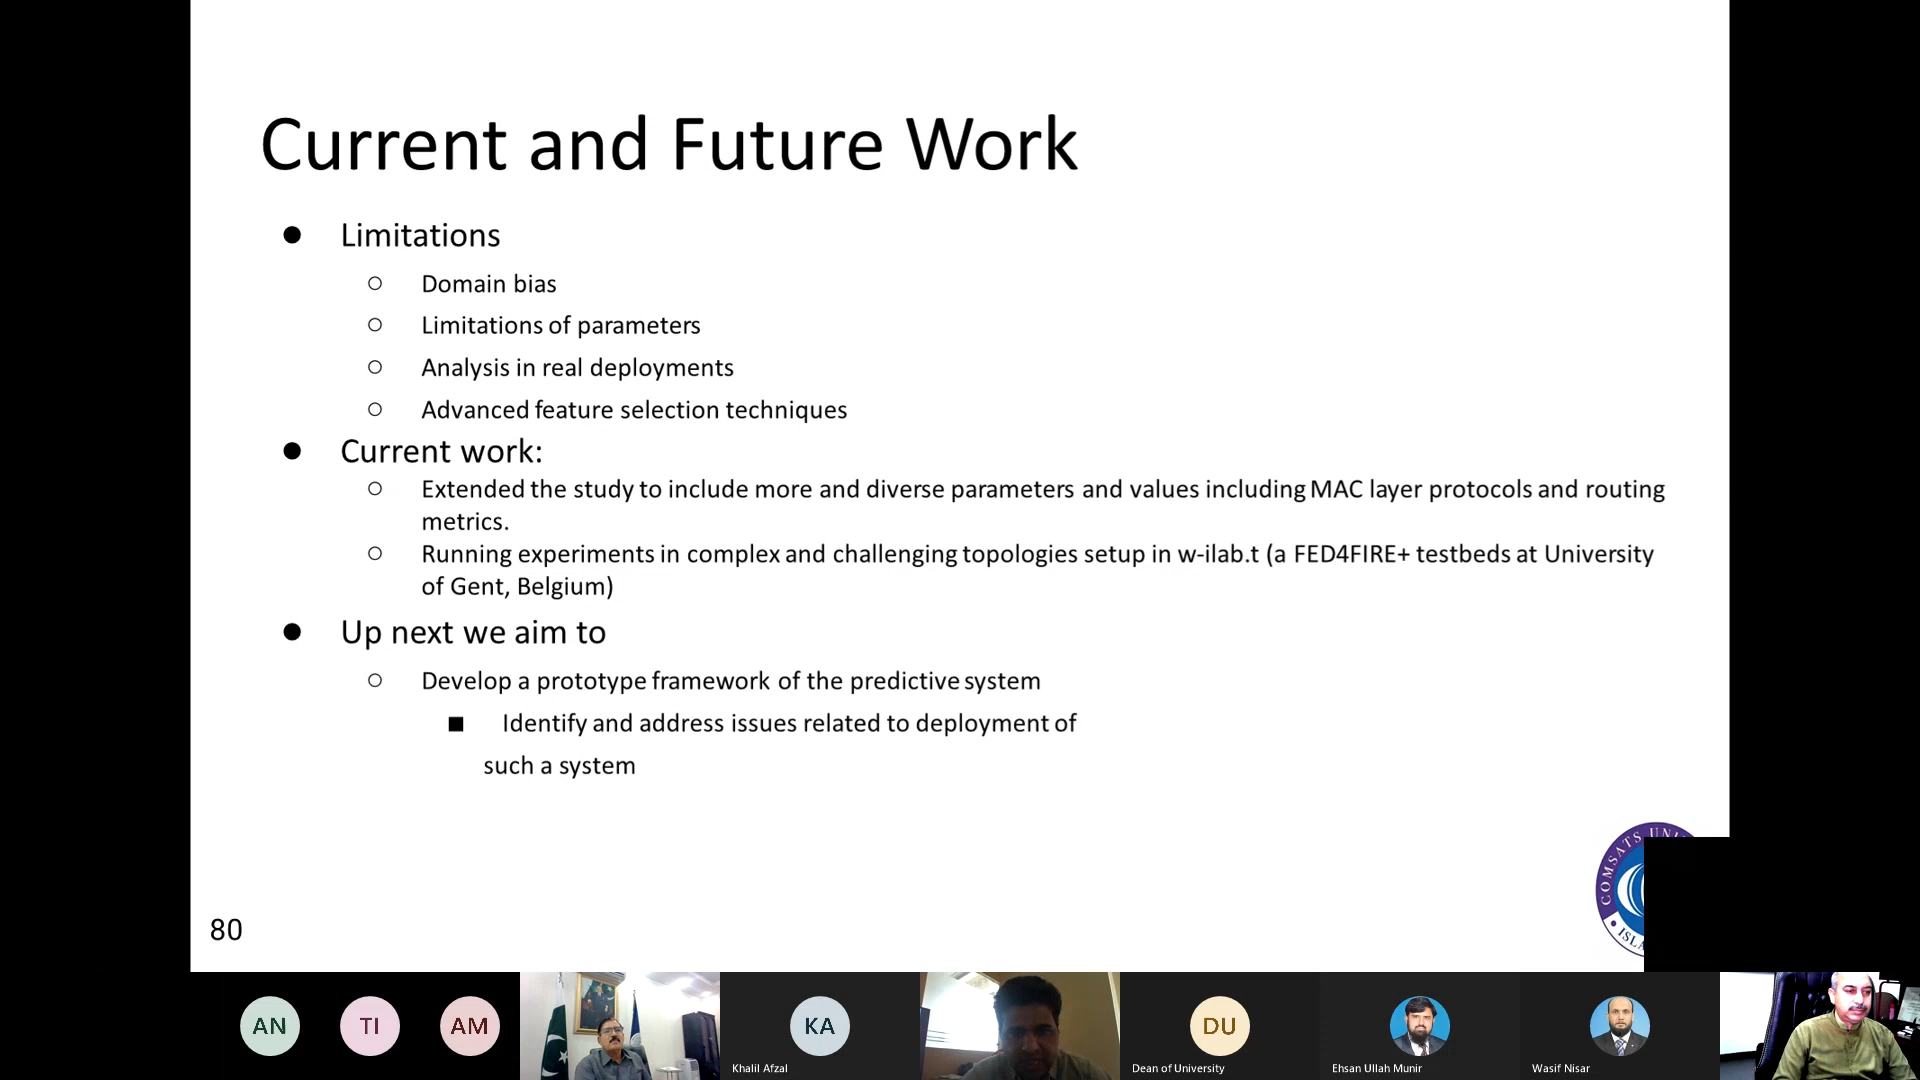 Current and Future Work
Limitations
Domain bias
Limitations of parameters
Analysis in real deployments
Advanced feature selection techniques
Current work:
Extended the study to include more and diverse parameters and values including MAC layer protocols and routing
metrics.
Running experiments in complex and challenging topologies setup in w-ilab.t (a FED4FIRE+ testbeds at University
of Gent, Belgium)
Up next we aim to
Develop a prototype framework of the predictive system
Identify and address issues related to deployment of
such a system
COMSATS UNI
ISL
80
AN
TI
AM
KA
Khalil Afzal
DU
Dean of University
Ehsan Ullah Munir
Wasif Nisar